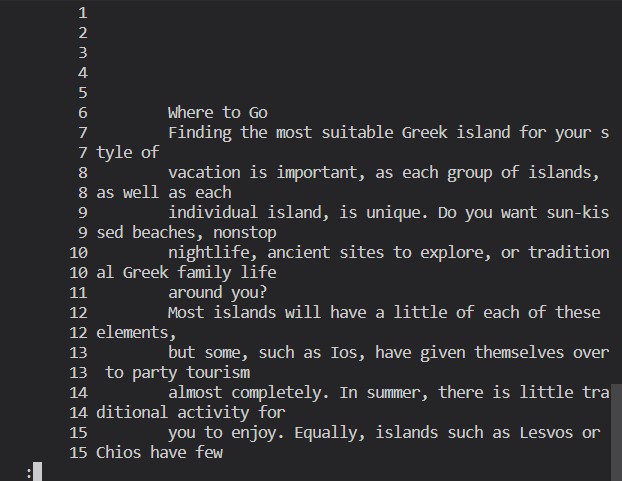 1
2
3
4
5
6 Where to Go
7 Finding the most suitable Greek island for your s
7 tyle of
8 vacation is important, as each group of islands,
8 as well as each
9 individual island, is unique. Do you want sun-kis
9 sed beaches, nonstop
10 nightlife, ancient sites to explore, or tradition
10 al Greek family life
11 around you?
12 Most islands will have a little of each of these
12 elements,
13 but some, such as Ios, have given themselves over
13 to party tourism
14 almost completely. In summer, there is little tra
14 ditional activity for
15 you to enjoy. Equally, islands such as Lesvos or
15 Chios have few
: